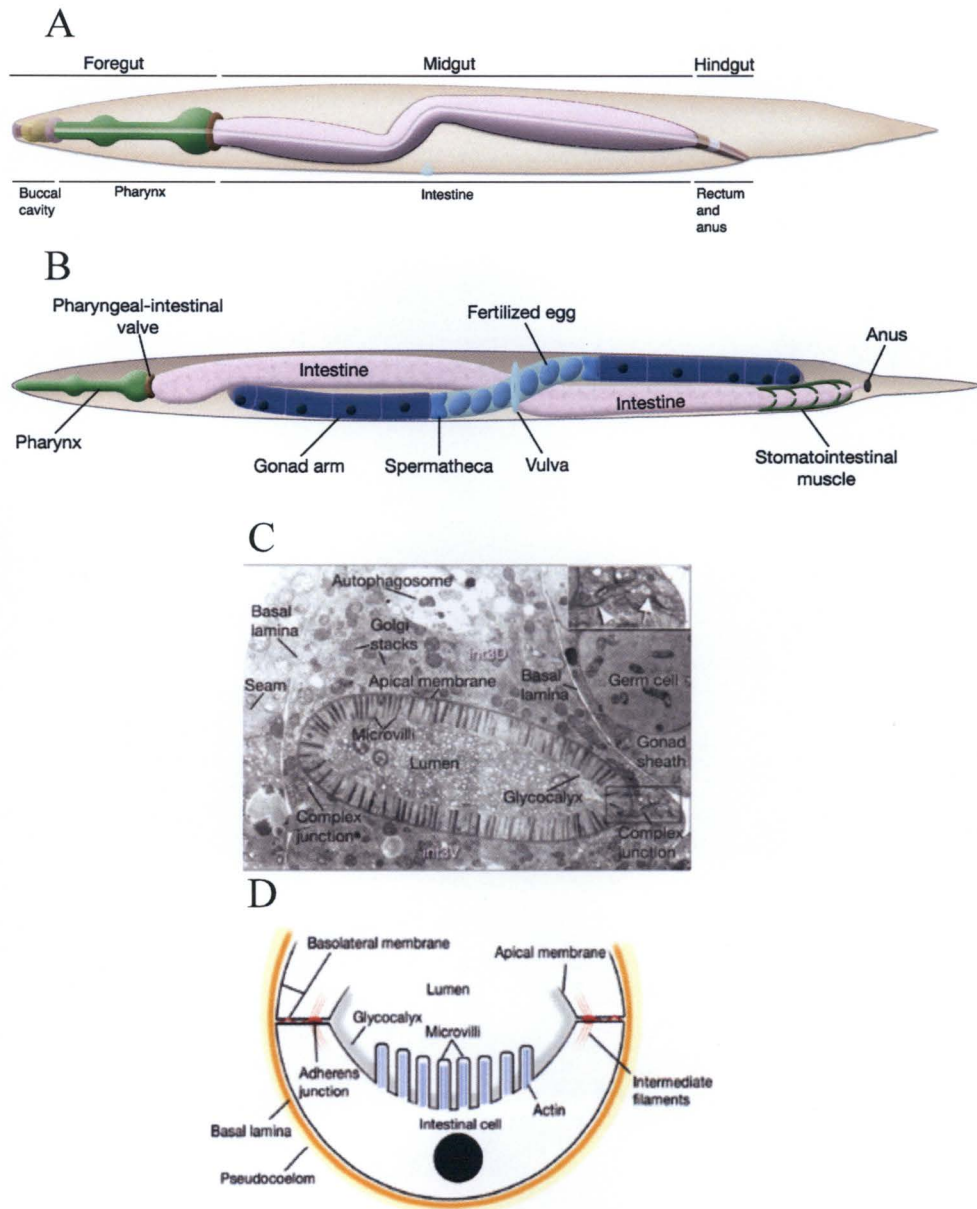 A
Foregut Midgut Hindgut
Buccal cavity
Pharynx
Intestine
Rectum and anus
B
Pharyngeal-intestinal valve
Fertilized egg
Anus
Intestine
Intestine
Pharynx
Gonad arm
Spermatheca
Vulva
Stomatointestinal muscle
C
Autophagosome
Basal lamina
Golgi stacks
int3D
Seam
Apical membrane
Basal lamina
Germ cell
Microvilli
Lumen
Gonad sheath
Glycocalyx
Complex junction
int3V
Complex junction
D
Basolateral membrane
Apical membrane
Lumen
Glycocalyx
Microvilli
Adherens junction
Intermediate filaments
Actin
Intestinal cell
Basal lamina
Pseudocoelom